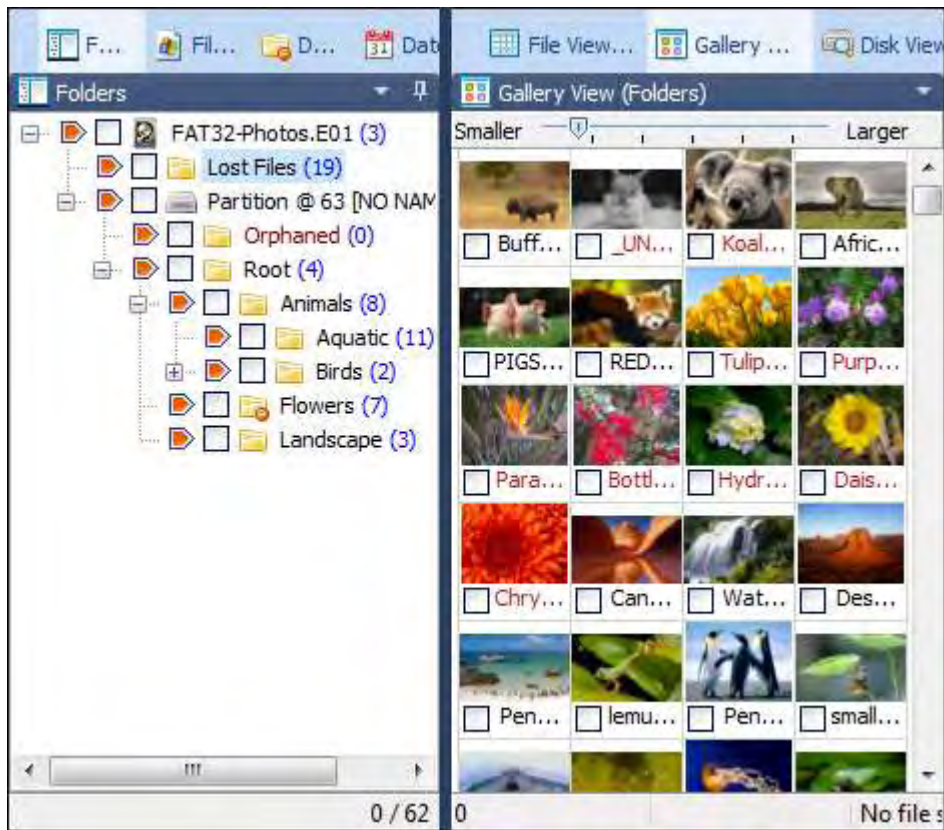 F... Fil... D... 31 Dat
Folders
FAT32-Photos.E01 (3)
Lost Files (19)
Partition @ 63 [NO NAM
Orphaned (0)
Root (4)
Animals (8)
Aquatic (11)
Birds (2)
Flowers (7)
Landscape (3)
0 / 62
File View... Gallery ... Disk View
Gallery View (Folders)
Smaller Larger
Buff... _UN... Koal... Afric...
PIGS... RED... Tulip... Purp...
Para... Bottl... Hydr... Dais...
Chry... Can... Wat... Des...
Pen... lemu... Pen... small...
0 No file s